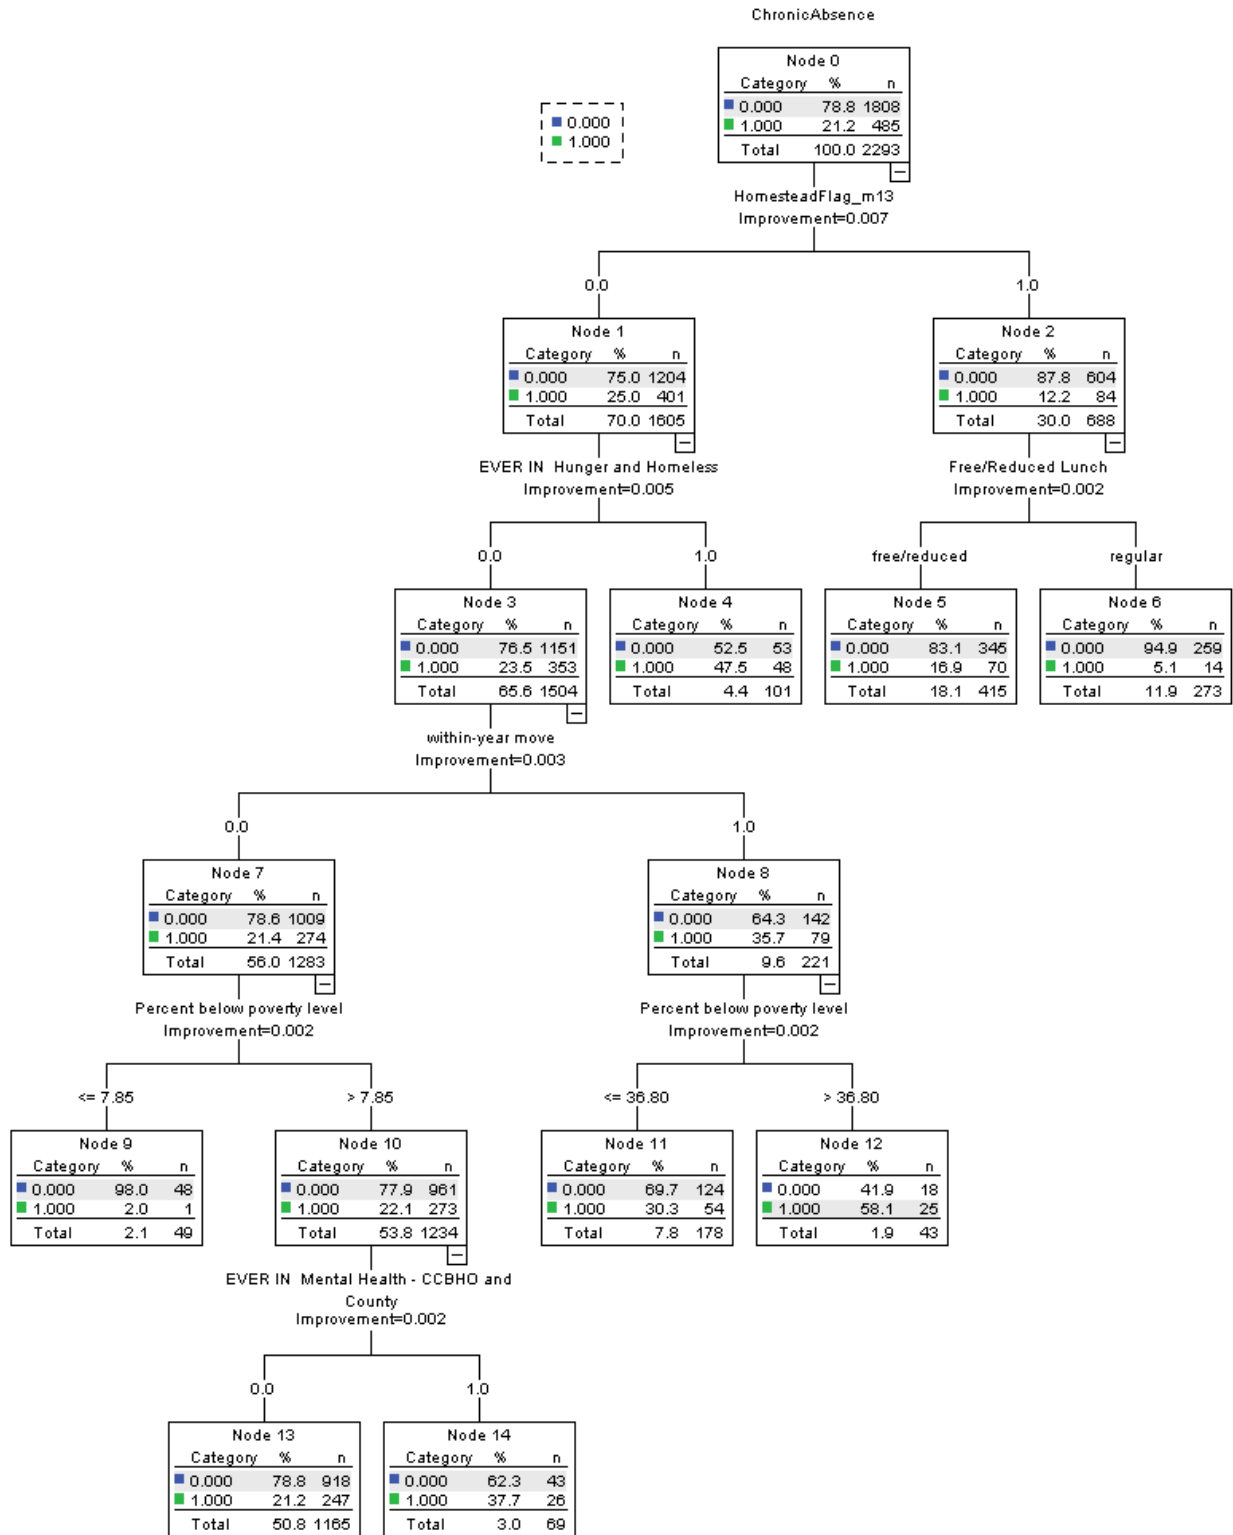 ChronicAbsence
Node 0
Category % n
0.000 78.8 1808
1.000 21.2 485
Total 100.0 2293
0.000
1.000
HomesteadFlag_m13
Improvement=0.007
0.0
1.0
Node 1
Category % n
0.000 75.0 1204
1.000 25.0 401
Total 70.0 1605
Node 2
Category % n
0.000 87.8 604
1.000 12.2 84
Total 30.0 688
EVER IN Hunger and Homeless
Improvement=0.005
Free/Reduced Lunch
Improvement=0.002
0.0
1.0
free/reduced
regular
Node 3
Category % n
0.000 76.5 1151
1.000 23.5 353
Total 65.6 1504
Node 4
Category % n
0.000 52.5 53
1.000 47.5 48
Total 4.4 101
Node 5
Category % n
0.000 83.1 345
1.000 16.9 70
Total 18.1 415
Node 6
Category % n
0.000 94.9 259
1.000 5.1 14
Total 11.9 273
within-year move
Improvement=0.003
0.0
1.0
Node 7
Category % n
0.000 78.6 1009
1.000 21.4 274
Total 56.0 1283
Node 8
Category % n
0.000 64.3 142
1.000 35.7 79
Total 9.6 221
Percent below poverty level
Improvement=0.002
Percent below poverty level
Improvement=0.002
<= 7.85
> 7.85
<= 36.80
> 36.80
Node 9
Category % n
0.000 98.0 48
1.000 2.0 1
Total 2.1 49
Node 10
Category % n
0.000 77.9 961
1.000 22.1 273
Total 53.8 1234
Node 11
Category % n
0.000 69.7 124
1.000 30.3 54
Total 7.8 178
Node 12
Category % n
0.000 41.9 18
1.000 58.1 25
Total 1.9 43
EVER IN Mental Health - CCBHO and
County
Improvement=0.002
0.0
1.0
Node 13
Category % n
0.000 78.8 918
1.000 21.2 247
Total 50.8 1165
Node 14
Category % n
0.000 62.3 43
1.000 37.7 26
Total 3.0 69